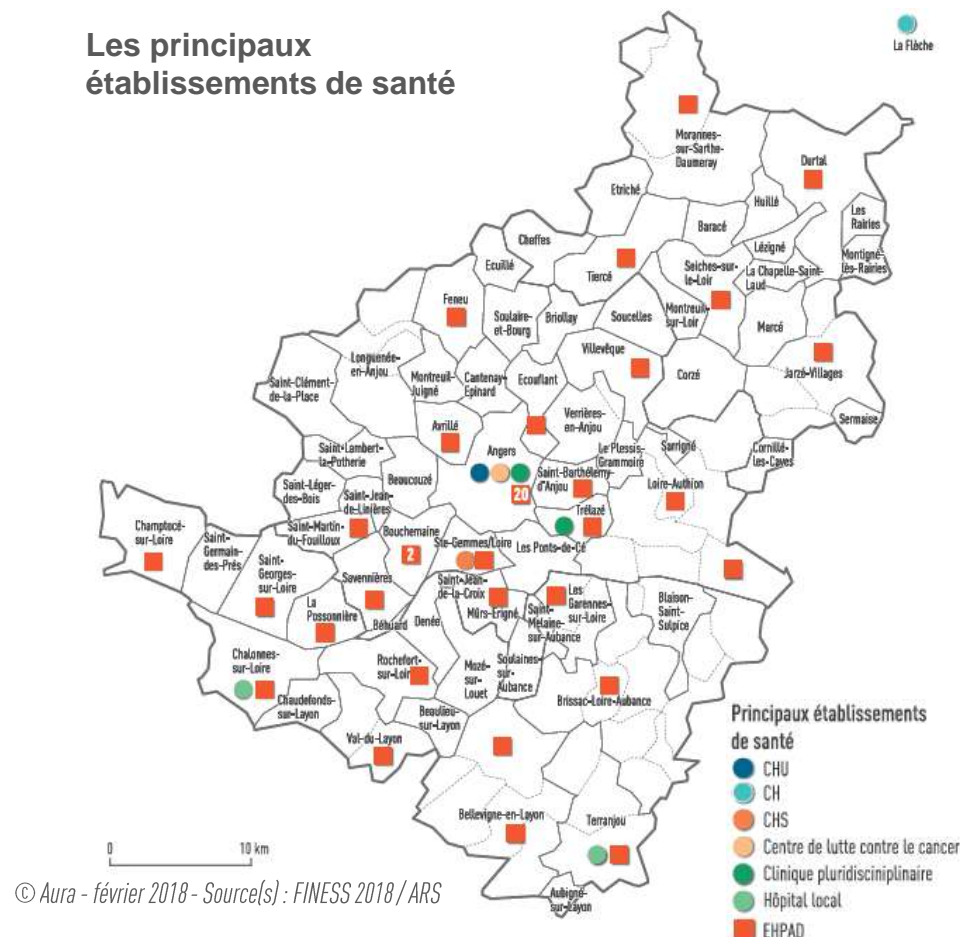 Les principaux
établissements de santé
La Flèche
Morannes-
sur-Sarthe-
Daumeray
Durtal
Etriché
Huillé
Les
Rairies
Baracé
Cheffes
Lézigné
Montigné-
lès-Rairies
Ecuillé
Tiercé
Seiches-sur-
le-Loir
La Chapelle-Saint-
Laud
Feneu
Soulaire-
et-Bourg
Briollay
Soucelles
Montreuil-
sur-Loir
Marcé
Villevêque
Longuenée-
en-Anjou
Saint-Clément-
de-la-Place
Montreuil-
Juigné
Cantenay-
Epinard
Ecouflant
Corzé
Jarzé-Villages
Sermaise
Avrillé
Verrières-
en-Anjou
Saint-Lambert-
la-Potherie
Angers
Le Plessis-
Grammoire
Sarrigné
Cornillé-
les-Caves
Beaucouzé
Saint-Barthélemy-
d'Anjou
Saint-Léger-
des-Bois
Saint-Jean-
de-Linières
20
Loire-Authion
Trélazé
Champtocé-
sur-Loire
Saint-
Germain-
des-Prés
Saint-Martin-
du-Fouilloux
Bouchemaine
2
Ste-Gemmes/Loire
Les Ponts-de-Cé
Saint-
Georges-
sur-Loire
Savennières
Saint-Jean-
de-la-Croix
La
Possonnière
Béhuard
Denée
Mûrs-Erigné
Saint-
Melaine-
sur-Aubance
Les
Garennes-
sur-Loire
Blaison-
Saint-
Sulpice
Chalonnes-
sur-Loire
Rochefort-
sur-Loire
Mozé-
sur-
Louet
Soulaines-
sur-
Aubance
Chaudefonds-
sur-Layon
Beaulieu-
sur-Layon
Brissac-Loire-Aubance
Val-du-Layon
Bellevigne-en-Layon
Terranjou
Aubigné-
sur-Layon
Principaux établissements
de santé
CHU
CH
CHS
Centre de lutte contre le cancer
Clinique pluridisciniplinaire
Hôpital local
EHPAD
0 10 km
© Aura - février 2018 - Source(s) : FINESS 2018 / ARS